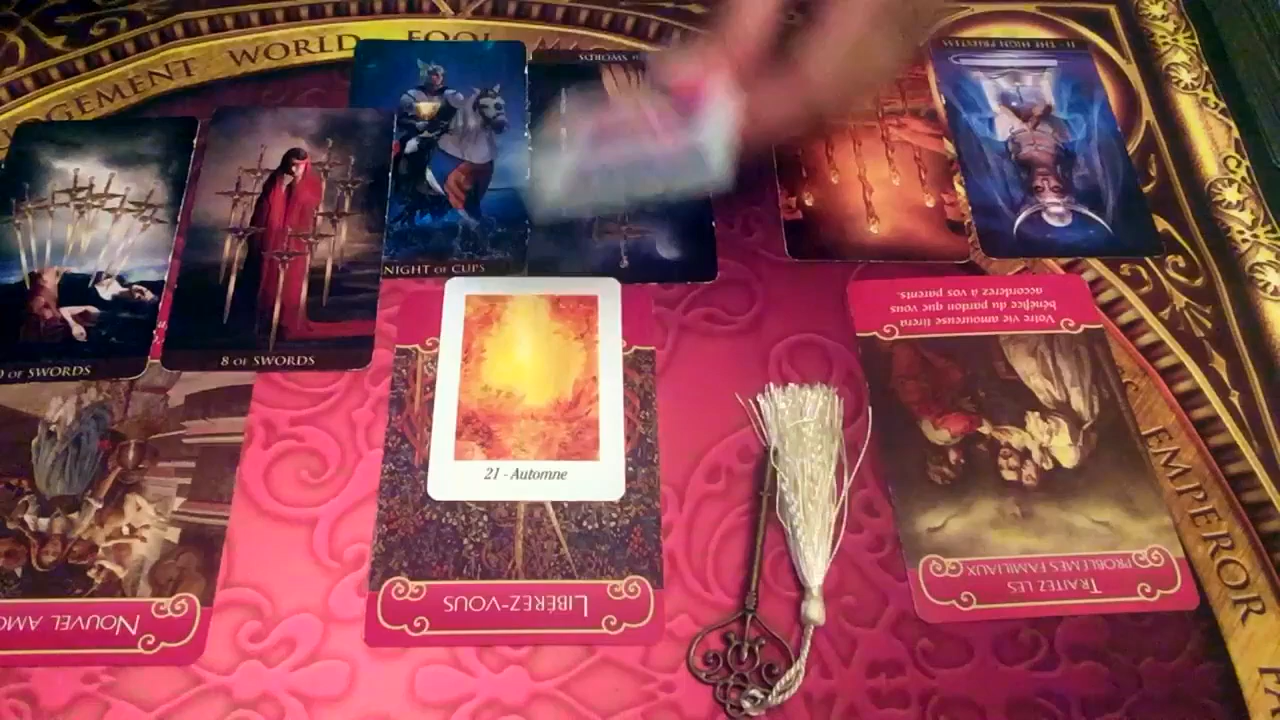 JUDGEMENT WORLD FOOL
II - THE HIGH PRIESTESS
SWORDS
NIGHT OF CUPS
8 OF SWORDS
OF SWORDS
Votre vie amoureuse tirera
bénéfice du pardon que vous
accorderez à vos parents.
21 - Automne
EMPEROR
TRAITEZ LES
PROBLÈMES FAMILIAUX
LIBÉREZ-VOUS
NOUVEL AMO